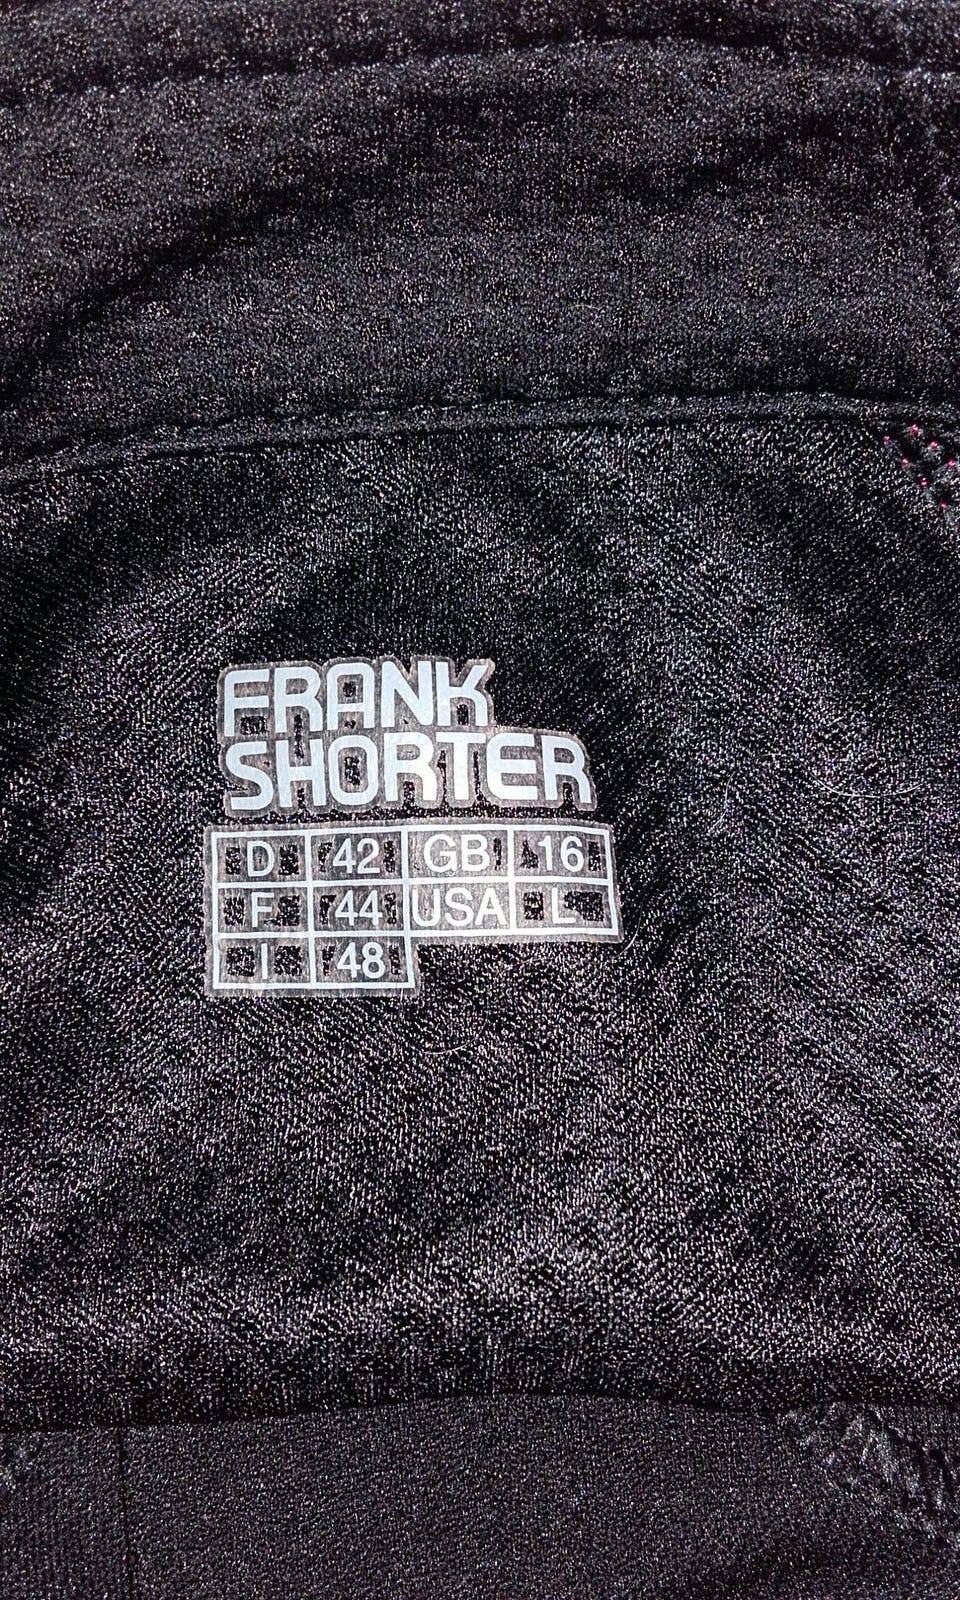 FRANK
SHORTER
D 42 GB 16
F 44 USA L
I 48